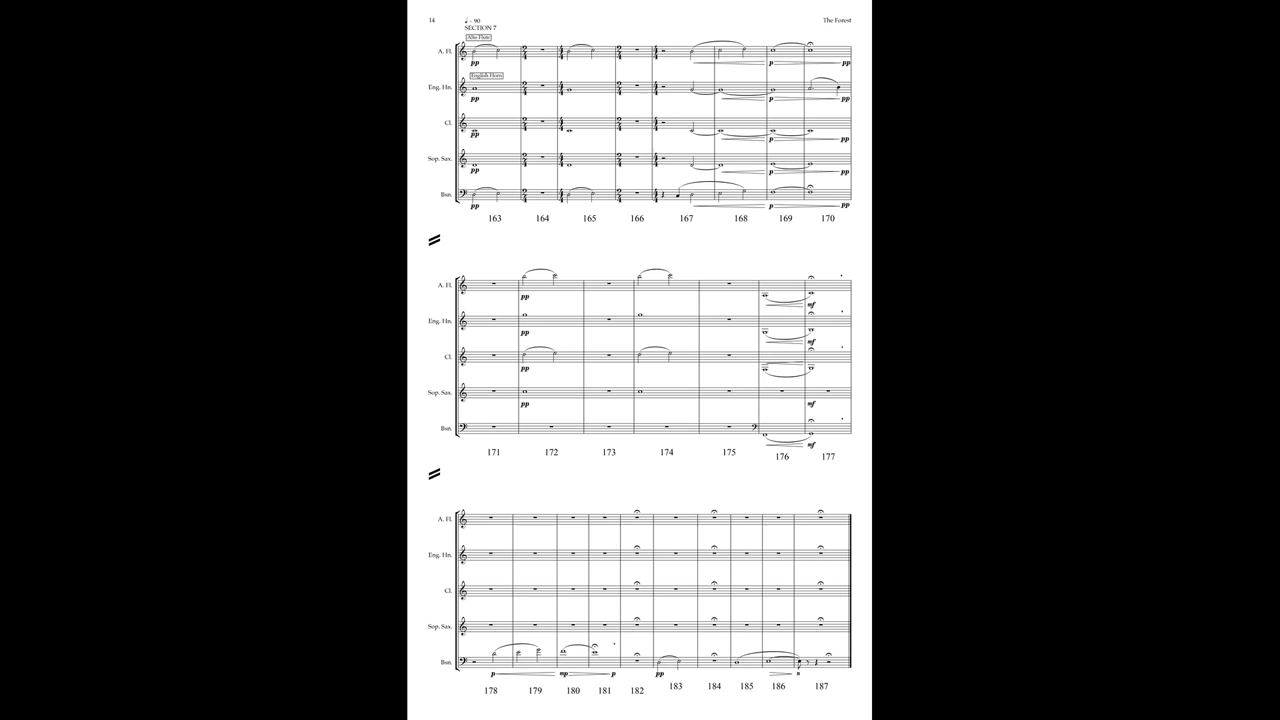 14 ♩ = 90 The Forest
SECTION 7
Alto Flute
A. Fl.
pp p pp
English Horn
Eng. Hn.
pp p pp
Cl.
pp p pp
Sop. Sax.
pp p pp
Bsn.
pp p pp
163 164 165 166 167 168 169 170
A. Fl.
pp mf
Eng. Hn.
pp mf
Cl.
pp
Sop. Sax.
pp mf
Bsn.
mf
171 172 173 174 175 176 177
A. Fl.
Eng. Hn.
Cl.
Sop. Sax.
Bsn.
p mp p pp n
178 179 180 181 182 183 184 185 186 187